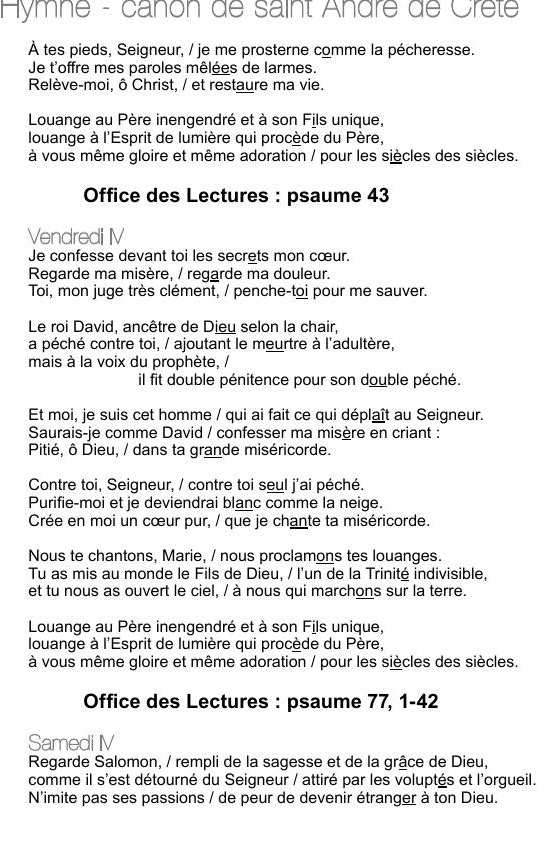 Hymne - canon de saint André de Crète
À tes pieds, Seigneur, / je me prosterne comme la pécheresse.
Je t’offre mes paroles mêlées de larmes.
Relève-moi, ô Christ, / et restaure ma vie.
Louange au Père inengendré et à son Fils unique,
louange à l’Esprit de lumière qui procède du Père,
à vous même gloire et même adoration / pour les siècles des siècles.
Office des Lectures : psaume 43
Vendredi IV
Je confesse devant toi les secrets mon cœur.
Regarde ma misère, / regarde ma douleur.
Toi, mon juge très clément, / penche-toi pour me sauver.
Le roi David, ancêtre de Dieu selon la chair,
a péché contre toi, / ajoutant le meurtre à l’adultère,
mais à la voix du prophète, /
il fit double pénitence pour son double péché.
Et moi, je suis cet homme / qui ai fait ce qui déplaît au Seigneur.
Saurais-je comme David / confesser ma misère en criant :
Pitié, ô Dieu, / dans ta grande miséricorde.
Contre toi, Seigneur, / contre toi seul j’ai péché.
Purifie-moi et je deviendrai blanc comme la neige.
Crée en moi un cœur pur, / que je chante ta miséricorde.
Nous te chantons, Marie, / nous proclamons tes louanges.
Tu as mis au monde le Fils de Dieu, / l’un de la Trinité indivisible,
et tu nous as ouvert le ciel, / à nous qui marchons sur la terre.
Louange au Père inengendré et à son Fils unique,
louange à l’Esprit de lumière qui procède du Père,
à vous même gloire et même adoration / pour les siècles des siècles.
Office des Lectures : psaume 77, 1-42
Samedi IV
Regarde Salomon, / rempli de la sagesse et de la grâce de Dieu,
comme il s’est détourné du Seigneur / attiré par les voluptés et l’orgueil.
N’imite pas ses passions / de peur de devenir étranger à ton Dieu.